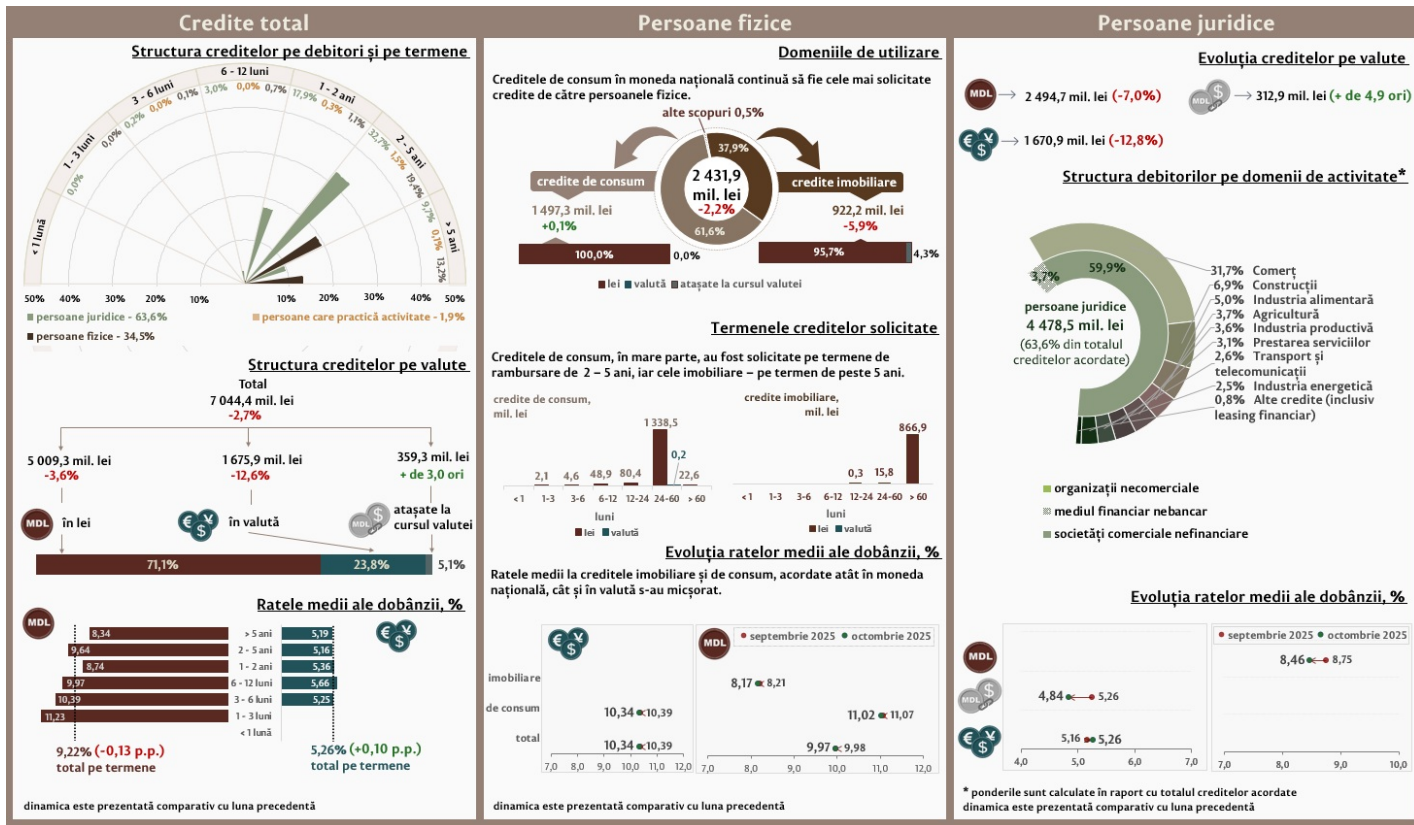 Credite total
Structura creditelor pe debitori și pe termene
< 1 lună
1 - 3 luni
3 - 6 luni
6 - 12 luni
1 - 2 ani
2 - 5 ani
> 5 ani
0,0%
0,0%
0,2%
0,0%
0,1%
3,0%
0,0%
0,7%
17,9%
0,3%
1,1%
32,7%
1,5%
19,4%
9,7%
0,1%
13,2%
50% 40% 30% 20% 10% 10% 20% 30% 40% 50%
persoane juridice - 63,6%
persoane care practică activitate - 1,9%
persoane fizice - 34,5%
Structura creditelor pe valute
Total
7 044,4 mil. lei
-2,7%
5 009,3 mil. lei
-3,6%
1 675,9 mil. lei
-12,6%
359,3 mil. lei
+ de 3,0 ori
MDL în lei
€ ¥ $ în valută
MDL $ atașate la
cursul valutei
71,1% 23,8% 5,1%
Ratele medii ale dobânzii, %
MDL
€ ¥ $
8,34 > 5 ani 5,19
9,64 2 - 5 ani 5,16
8,74 1 - 2 ani 5,36
9,97 6 - 12 luni 5,66
10,39 3 - 6 luni 5,25
11,23 1 - 3 luni
< 1 lună
9,22% (-0,13 p.p.)
total pe termene
5,26% (+0,10 p.p.)
total pe termene
dinamica este prezentată comparativ cu luna precedentă
Persoane fizice
Domeniile de utilizare
Creditele de consum în moneda națională continuă să fie cele mai solicitate
credite de către persoanele fizice.
alte scopuri 0,5%
37,9%
2 431,9
mil. lei
-2,2%
61,6%
credite de consum
1 497,3 mil. lei
+0,1%
100,0% 0,0%
credite imobiliare
922,2 mil. lei
-5,9%
95,7% 4,3%
lei valută atașate la cursul valutei
Termenele creditelor solicitate
Creditele de consum, în mare parte, au fost solicitate pe termene de
rambursare de 2 – 5 ani, iar cele imobiliare – pe termen de peste 5 ani.
credite de consum,
mil. lei
2,1 4,6 48,9 80,4 1 338,5 0,2 22,6
< 1 1-3 3-6 6-12 12-24 24-60 > 60
luni
lei valută
credite imobiliare,
mil. lei
0,3 15,8 866,9
< 1 1-3 3-6 6-12 12-24 24-60 > 60
luni
lei valută
Evoluția ratelor medii ale dobânzii, %
Ratele medii la creditele imobiliare și de consum, acordate atât în moneda
națională, cât și în valută s-au micșorat.
€ ¥ $
MDL
septembrie 2025 octombrie 2025
imobiliare
8,17 8,21
de consum
10,34 10,39
11,02 11,07
total
10,34 10,39
9,97 9,98
7,0 8,0 9,0 10,0 11,0 12,0
7,0 8,0 9,0 10,0 11,0 12,0
dinamica este prezentată comparativ cu luna precedentă
Persoane juridice
Evoluția creditelor pe valute
MDL 2 494,7 mil. lei (-7,0%)
MDL $ 312,9 mil. lei (+ de 4,9 ori)
€ ¥ $ 1 670,9 mil. lei (-12,8%)
Structura debitorilor pe domenii de activitate*
3,7%
59,9%
persoane juridice
4 478,5 mil. lei
(63,6% din totalul
creditelor acordate)
31,7% Comerț
6,9% Construcții
5,0% Industria alimentară
3,7% Agricultură
3,6% Industria productivă
3,1% Prestarea serviciilor
2,6% Transport și
telecomunicații
2,5% Industria energetică
0,8% Alte credite (inclusiv
leasing financiar)
organizații necomerciale
mediul financiar nebancar
societăți comerciale nefinanciare
Evoluția ratelor medii ale dobânzii, %
septembrie 2025 octombrie 2025
MDL
8,46 8,75
MDL $
4,84 5,26
€ ¥ $
5,16 5,26
4,0 5,0 6,0 7,0
7,0 8,0 9,0 10,0
* ponderile sunt calculate în raport cu totalul creditelor acordate
dinamica este prezentată comparativ cu luna precedentă